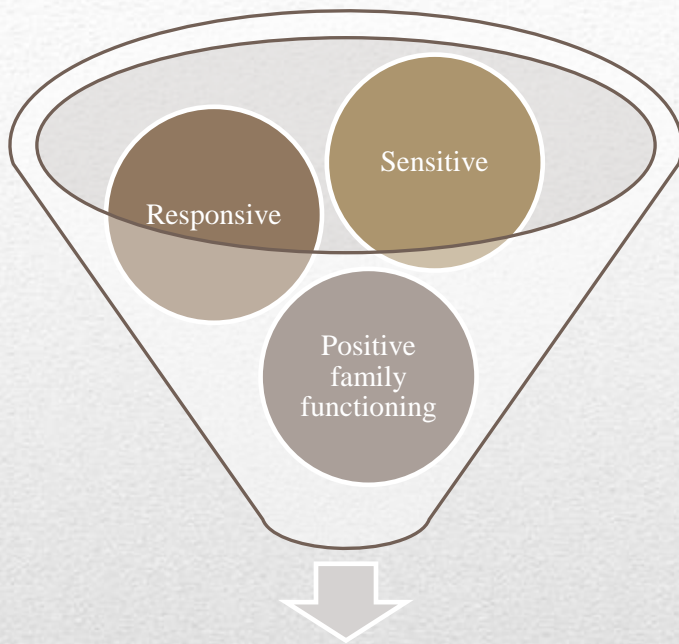 Sensitive
Responsive
Positive
family
functioning